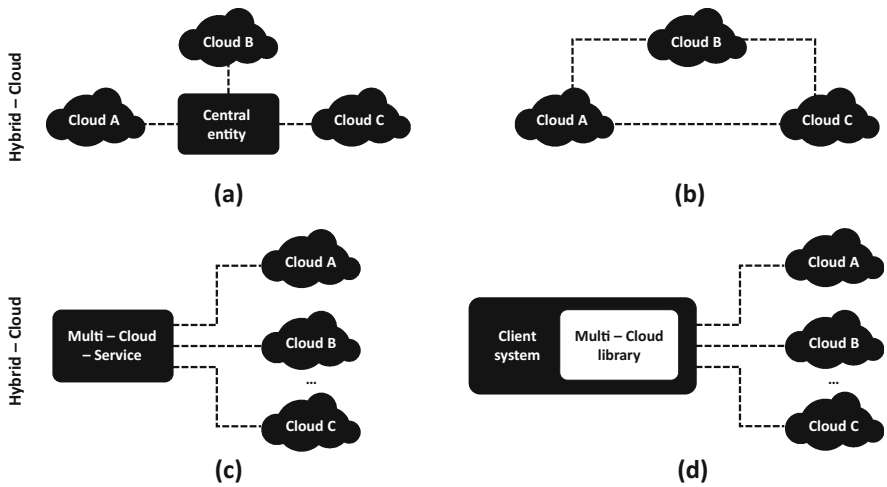 Hybrid – Cloud
Cloud B
Cloud A
Central
entity
Cloud C
(a)
Cloud B
Cloud A
Cloud C
(b)
Hybrid – Cloud
Multi – Cloud
– Service
Cloud A
Cloud B
...
Cloud C
(c)
Client
system
Multi – Cloud
library
Cloud A
Cloud B
...
Cloud C
(d)